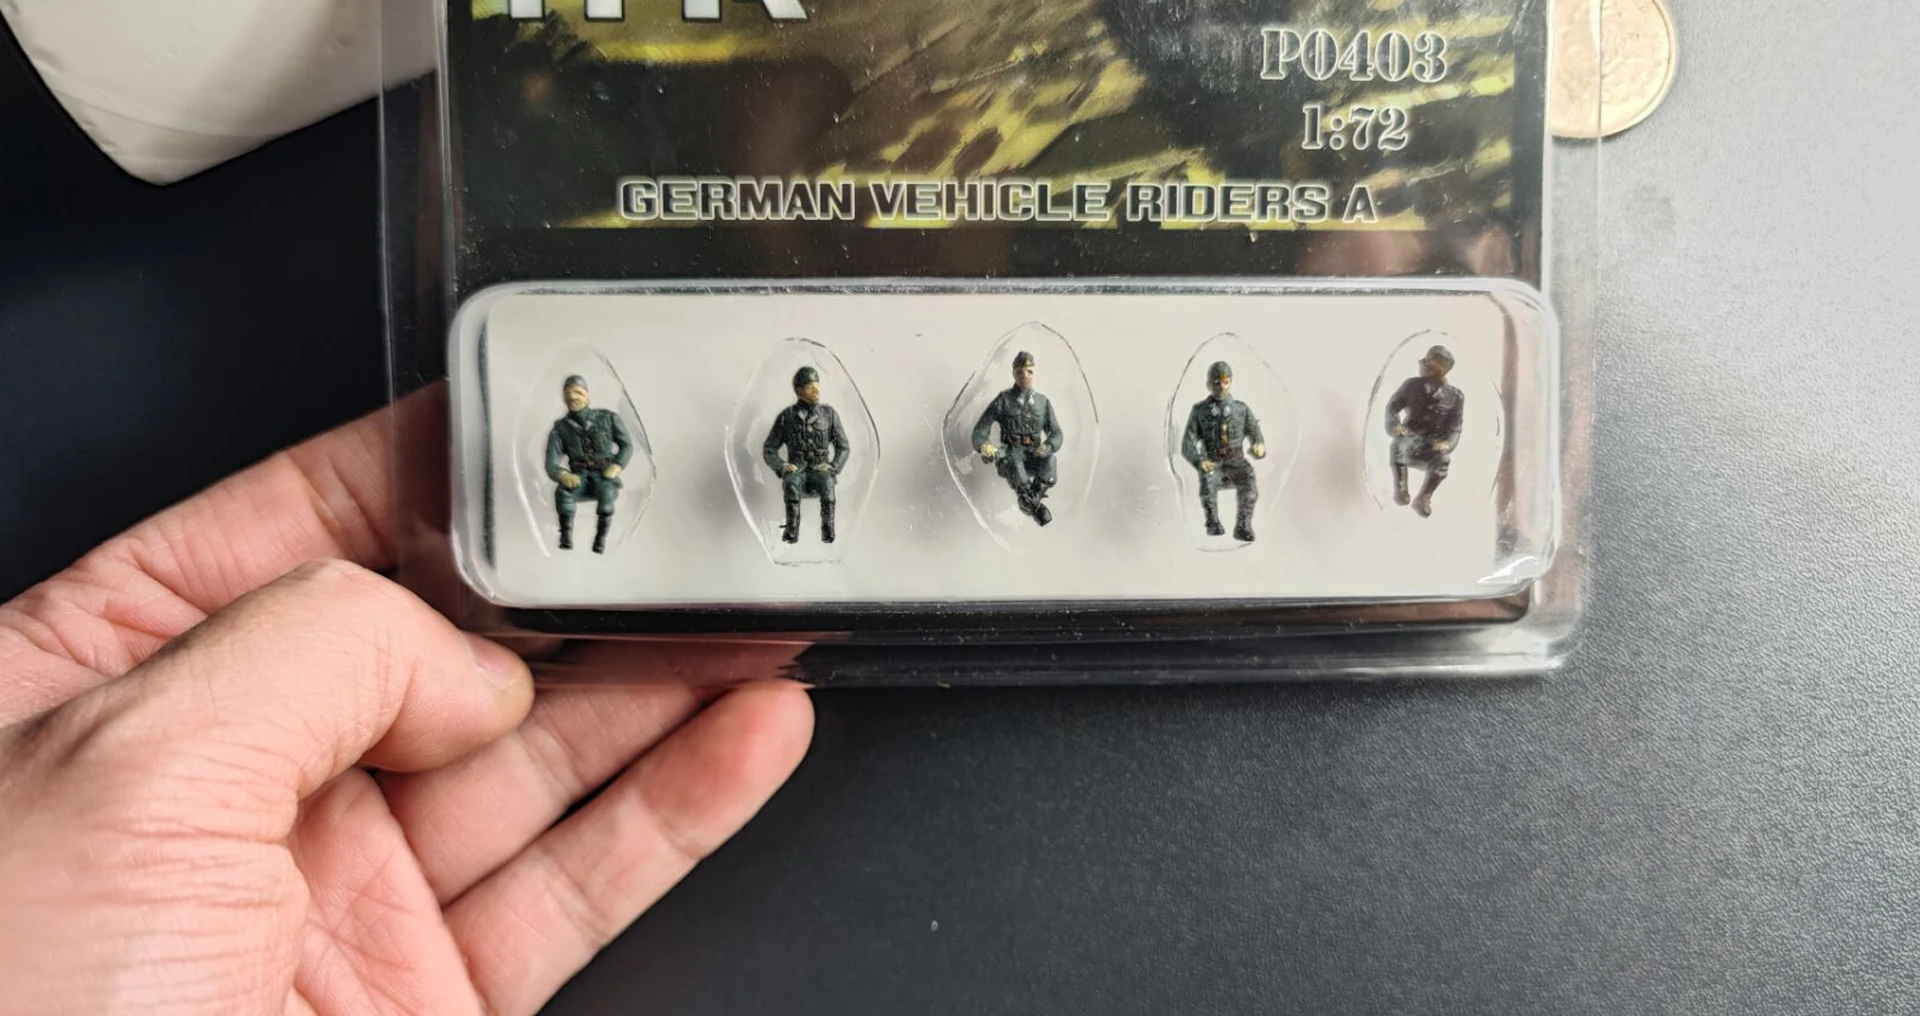 P0403
1:72
GERMAN VEHICLE RIDERS A